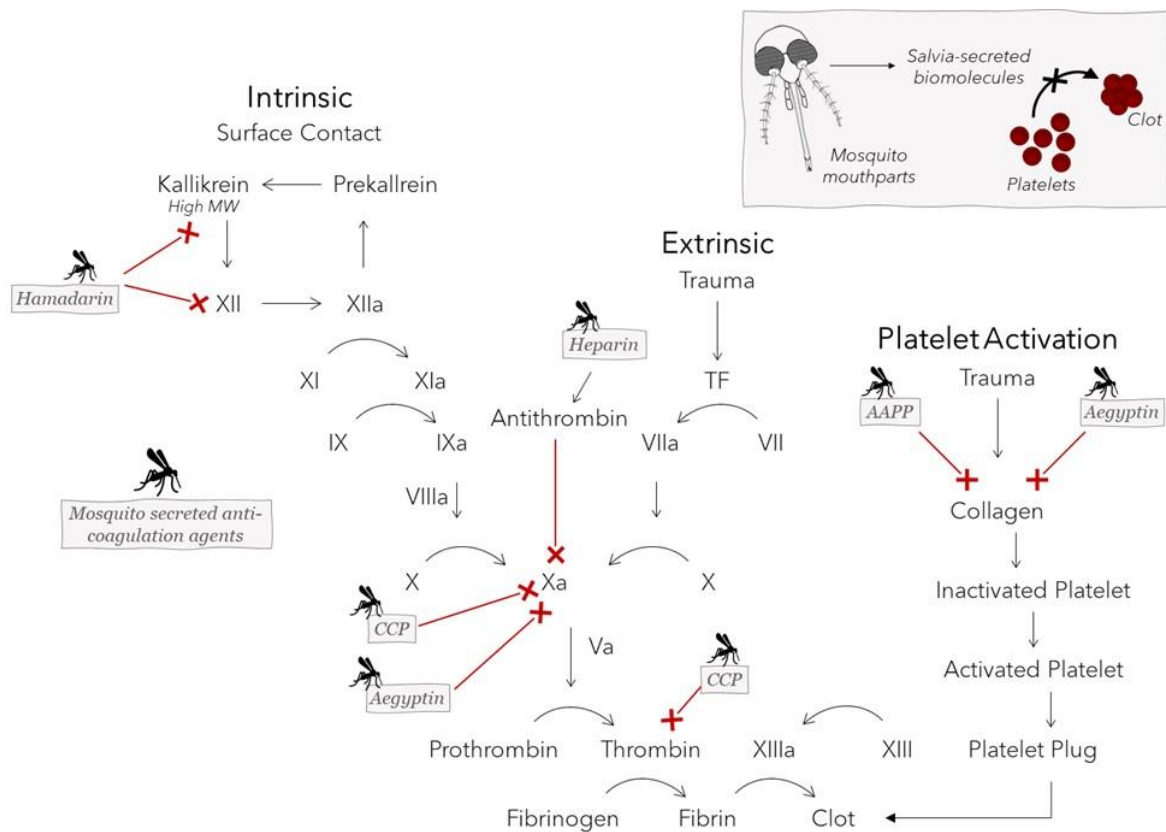 Salvia-secreted
biomolecules
Clot
Mosquito
mouthparts
Platelets
Intrinsic
Surface Contact
Kallikrein
Prekallrein
High MW
Hamadarin
XII
XIIa
XI
XIa
IX
IXa
VIIIa
X
Xa
Mosquito secreted anti-
coagulation agents
Extrinsic
Trauma
Heparin
TF
Antithrombin
VIIa
VII
X
CCP
Aegyptin
Va
CCP
Prothrombin
Thrombin
XIIIa
XIII
Fibrinogen
Fibrin
Clot
Platelet Activation
Trauma
AAPP
Aegyptin
Collagen
Inactivated Platelet
Activated Platelet
Platelet Plug